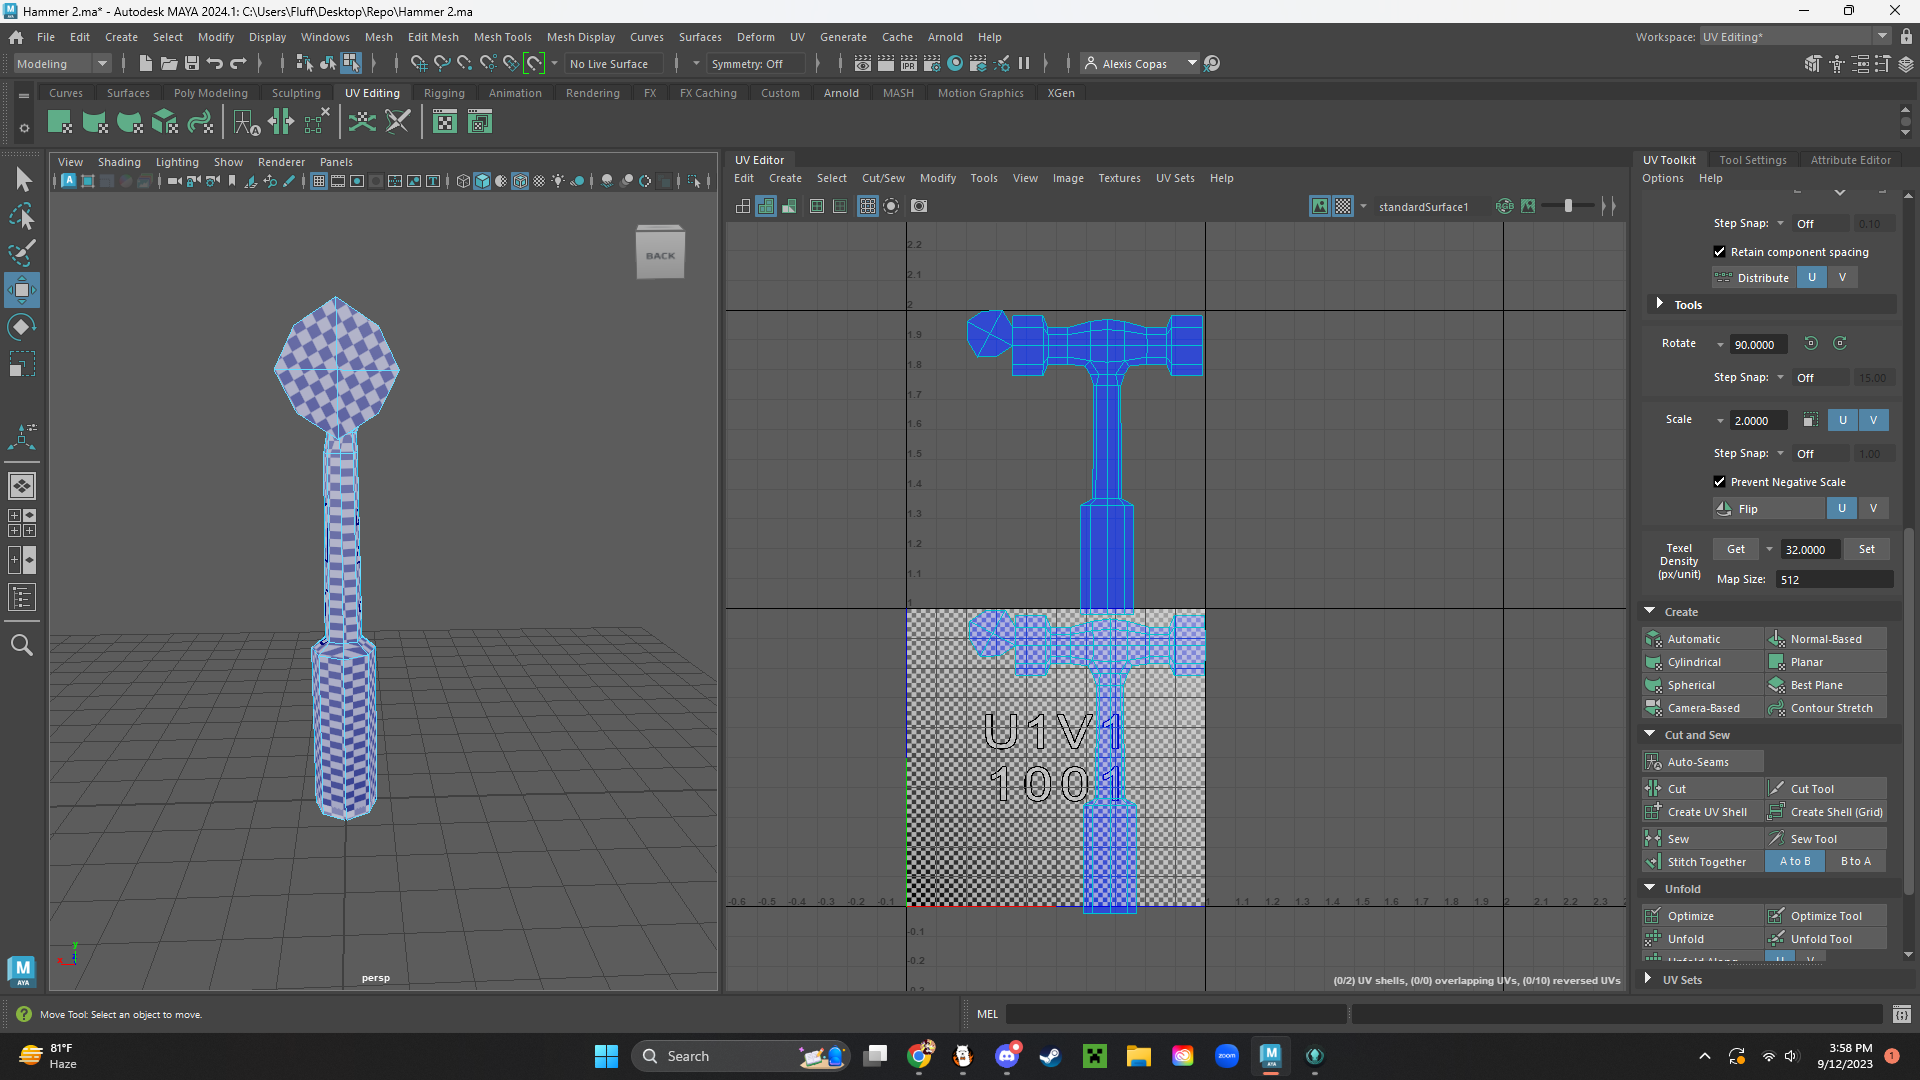 Hammer 2.ma* - Autodesk MAYA 2024.1: C:\Users\Fluff\Desktop\Repo\Hammer 2.ma
File Edit Create Select Modify Display Windows Mesh Edit Mesh Mesh Tools Mesh Display Curves Surfaces Deform UV Generate Cache Arnold Help
Workspace: UV Editing*
Modeling
No Live Surface
Symmetry: Off
Alexis Copas
Curves Surfaces Poly Modeling Sculpting UV Editing Rigging Animation Rendering FX FX Caching Custom Arnold MASH Motion Graphics XGen
View Shading Lighting Show Renderer Panels
BACK
persp
UV Editor
Edit Create Select Cut/Sew Modify Tools View Image Textures UV Sets Help
standardSurface1
2.2
2.1
2
1.9
1.8
1.7
1.6
1.5
1.4
1.3
1.2
1.1
1
U1V1
1001
-0.6 -0.5 -0.4 -0.3 -0.2 -0.1 1 1.1 1.2 1.3 1.4 1.5 1.6 1.7 1.8 1.9 2 2.1 2.2 2.3
-0.1
-0.2
-0.3
(0/2) UV shells, (0/0) overlapping UVs, (0/10) reversed UVs
UV Toolkit Tool Settings Attribute Editor
Options Help
Step Snap: Off 0.10
Retain component spacing
Distribute U V
Tools
Rotate 90.0000
Step Snap: Off 15.00
Scale 2.0000 U V
Step Snap: Off 1.00
Prevent Negative Scale
Flip U V
Texel Density (px/unit) Get 32.0000 Set
Map Size: 512
Create
Automatic Normal-Based
Cylindrical Planar
Spherical Best Plane
Camera-Based Contour Stretch
Cut and Sew
Auto-Seams
Cut Cut Tool
Create UV Shell Create Shell (Grid)
Sew Sew Tool
Stitch Together A to B B to A
Unfold
Optimize Optimize Tool
Unfold Unfold Tool
Unfold Along U V
UV Sets
Move Tool: Select an object to move.
MEL
81°F
Haze
Search
zoom
3:58 PM
9/12/2023
1